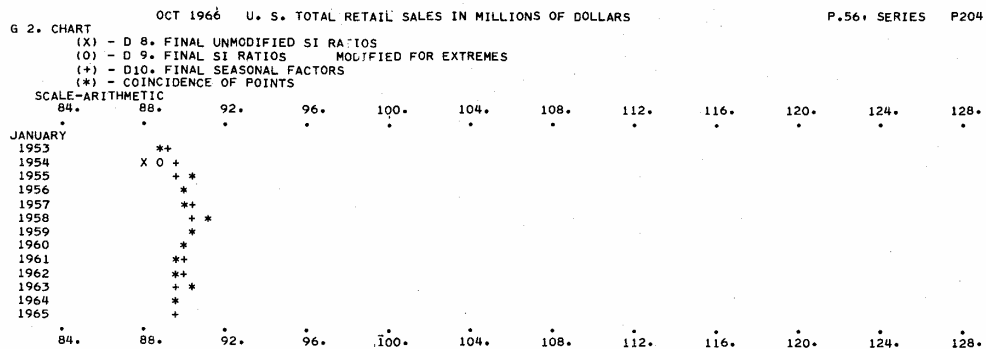 OCT 1966 U. S. TOTAL RETAIL SALES IN MILLIONS OF DOLLARS P.56, SERIES P204
G 2. CHART
(X) - D 8. FINAL UNMODIFIED SI RATIOS
(O) - D 9. FINAL SI RATIOS MODIFIED FOR EXTREMES
(+) - D10. FINAL SEASONAL FACTORS
(*) - COINCIDENCE OF POINTS
SCALE-ARITHMETIC
84. 88. 92. 96. 100. 104. 108. 112. 116. 120. 124. 128.
. . . . . . . . . . . .
JANUARY
1953 *+
1954 X O +
1955 + *
1956 *
1957 *+
1958 + *
1959 *
1960 *
1961 *+
1962 *+
1963 + *
1964 *
1965 +
. . . . . . . . . . . .
84. 88. 92. 96. 100. 104. 108. 112. 116. 120. 124. 128.